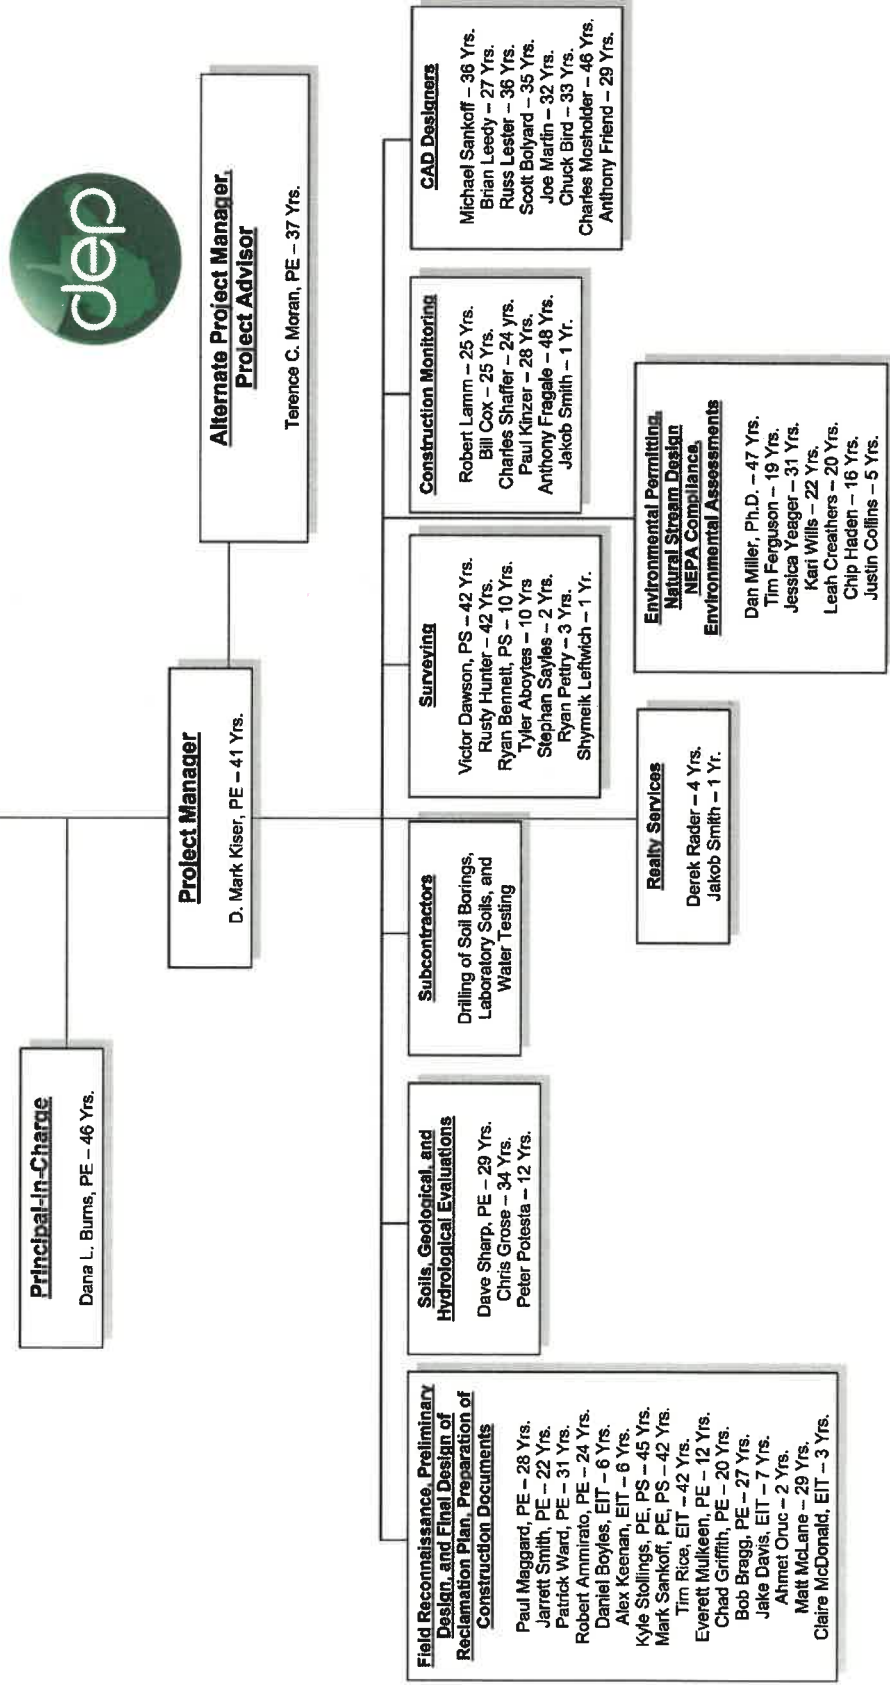 dep
Principal-In-Charge
Dana L. Burns, PE – 46 Yrs.
Project Manager
D. Mark Kiser, PE – 41 Yrs.
Alternate Project Manager,
Project Advisor
Terence C. Moran, PE – 37 Yrs.
Field Reconnaissance, Preliminary
Design, and Final Design of
Reclamation Plan, Preparation of
Construction Documents
Paul Maggard, PE – 28 Yrs.
Jarrett Smith, PE – 22 Yrs.
Patrick Ward, PE – 31 Yrs.
Robert Ammirato, PE – 24 Yrs.
Daniel Boyles, EIT – 6 Yrs.
Alex Keenan, EIT – 6 Yrs.
Kyle Stollings, PE, PS – 45 Yrs.
Mark Sankoff, PE, PS – 42 Yrs.
Tim Rice, EIT – 42 Yrs.
Everett Mulkeen, PE – 12 Yrs.
Chad Griffith, PE – 20 Yrs.
Bob Bragg, PE – 27 Yrs.
Jake Davis, EIT – 7 Yrs.
Ahmet Oruc – 2 Yrs.
Matt McLane – 29 Yrs.
Claire McDonald, EIT – 3 Yrs.
Soils, Geological, and
Hydrological Evaluations
Dave Sharp, PE – 29 Yrs.
Chris Grose – 34 Yrs.
Peter Potesta – 12 Yrs.
Subcontractors
Drilling of Soil Borings,
Laboratory Soils, and
Water Testing
Surveying
Victor Dawson, PS – 42 Yrs.
Rusty Hunter – 42 Yrs.
Ryan Bennett, PS – 10 Yrs.
Tyler Aboytes – 10 Yrs
Stephan Sayles – 2 Yrs.
Ryan Pettry – 3 Yrs.
Shymeik Leftwich – 1 Yr.
Construction Monitoring
Robert Lamm – 25 Yrs.
Bill Cox – 25 Yrs.
Charles Shaffer – 24 yrs.
Paul Kinzer – 28 Yrs.
Anthony Fragale – 48 Yrs.
Jakob Smith – 1 Yr.
CAD Designers
Michael Sankoff – 36 Yrs.
Brian Leedy – 27 Yrs.
Russ Lester – 36 Yrs.
Scott Bolyard – 35 Yrs.
Joe Martin – 32 Yrs.
Chuck Bird – 33 Yrs.
Charles Mosholder – 46 Yrs.
Anthony Friend – 29 Yrs.
Realty Services
Derek Rader – 4 Yrs.
Jakob Smith – 1 Yr.
Environmental Permitting,
Natural Stream Design
NEPA Compliance,
Environmental Assessments
Dan Miller, Ph.D. – 47 Yrs.
Tim Ferguson – 19 Yrs.
Jessica Yeager – 31 Yrs.
Kari Wills – 22 Yrs.
Leah Creathers – 20 Yrs.
Chip Haden – 16 Yrs.
Justin Collins – 5 Yrs.